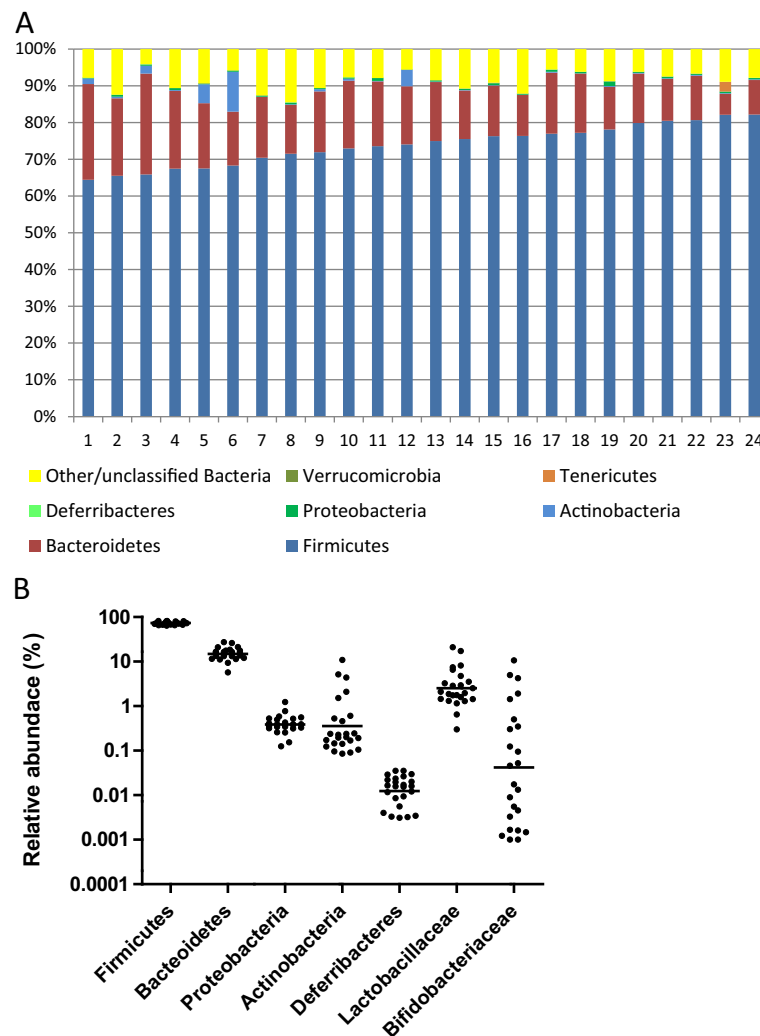 A
100%
90%
80%
70%
60%
50%
40%
30%
20%
10%
0%
1 2 3 4 5 6 7 8 9 10 11 12 13 14 15 16 17 18 19 20 21 22 23 24
Other/unclassified Bacteria Verrucomicrobia Tenericutes
Deferribacteres Proteobacteria Actinobacteria
Bacteroidetes Firmicutes
B
Relative abundace (%)
100
10
1
0.1
0.01
0.001
0.0001
Firmicutes
Bacteoidetes
Proteobacteria
Actinobacteria
Deferribacteres
Lactobacillaceae
Bifidobacteriaceae